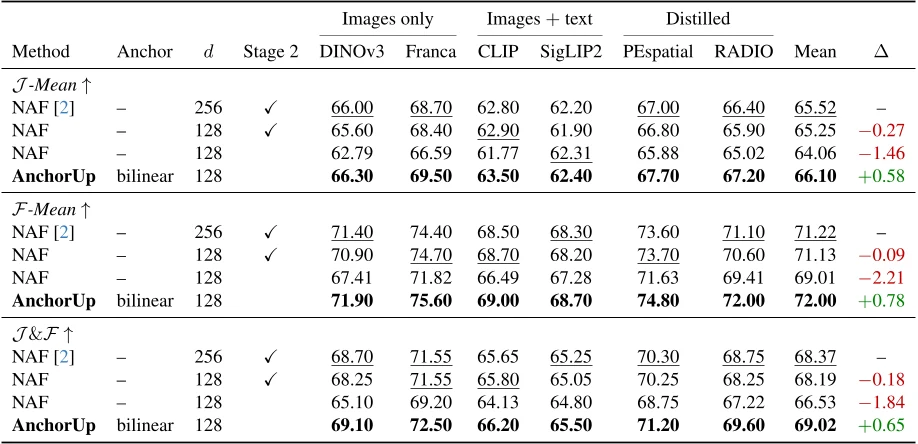 Images only Images + text Distilled
Method Anchor d Stage 2 DINOv3 Franca CLIP SigLIP2 PEspatial RADIO Mean Δ
𝒥-Mean ↑
NAF [2] – 256 ✓ 66.00 68.70 62.80 62.20 67.00 66.40 65.52 –
NAF – 128 ✓ 65.60 68.40 62.90 61.90 66.80 65.90 65.25 −0.27
NAF – 128 62.79 66.59 61.77 62.31 65.88 65.02 64.06 −1.46
AnchorUp bilinear 128 66.30 69.50 63.50 62.40 67.70 67.20 66.10 +0.58
ℱ-Mean ↑
NAF [2] – 256 ✓ 71.40 74.40 68.50 68.30 73.60 71.10 71.22 –
NAF – 128 ✓ 70.90 74.70 68.70 68.20 73.70 70.60 71.13 −0.09
NAF – 128 67.41 71.82 66.49 67.28 71.63 69.41 69.01 −2.21
AnchorUp bilinear 128 71.90 75.60 69.00 68.70 74.80 72.00 72.00 +0.78
𝒥&ℱ ↑
NAF [2] – 256 ✓ 68.70 71.55 65.65 65.25 70.30 68.75 68.37 –
NAF – 128 ✓ 68.25 71.55 65.80 65.05 70.25 68.25 68.19 −0.18
NAF – 128 65.10 69.20 64.13 64.80 68.75 67.22 66.53 −1.84
AnchorUp bilinear 128 69.10 72.50 66.20 65.50 71.20 69.60 69.02 +0.65